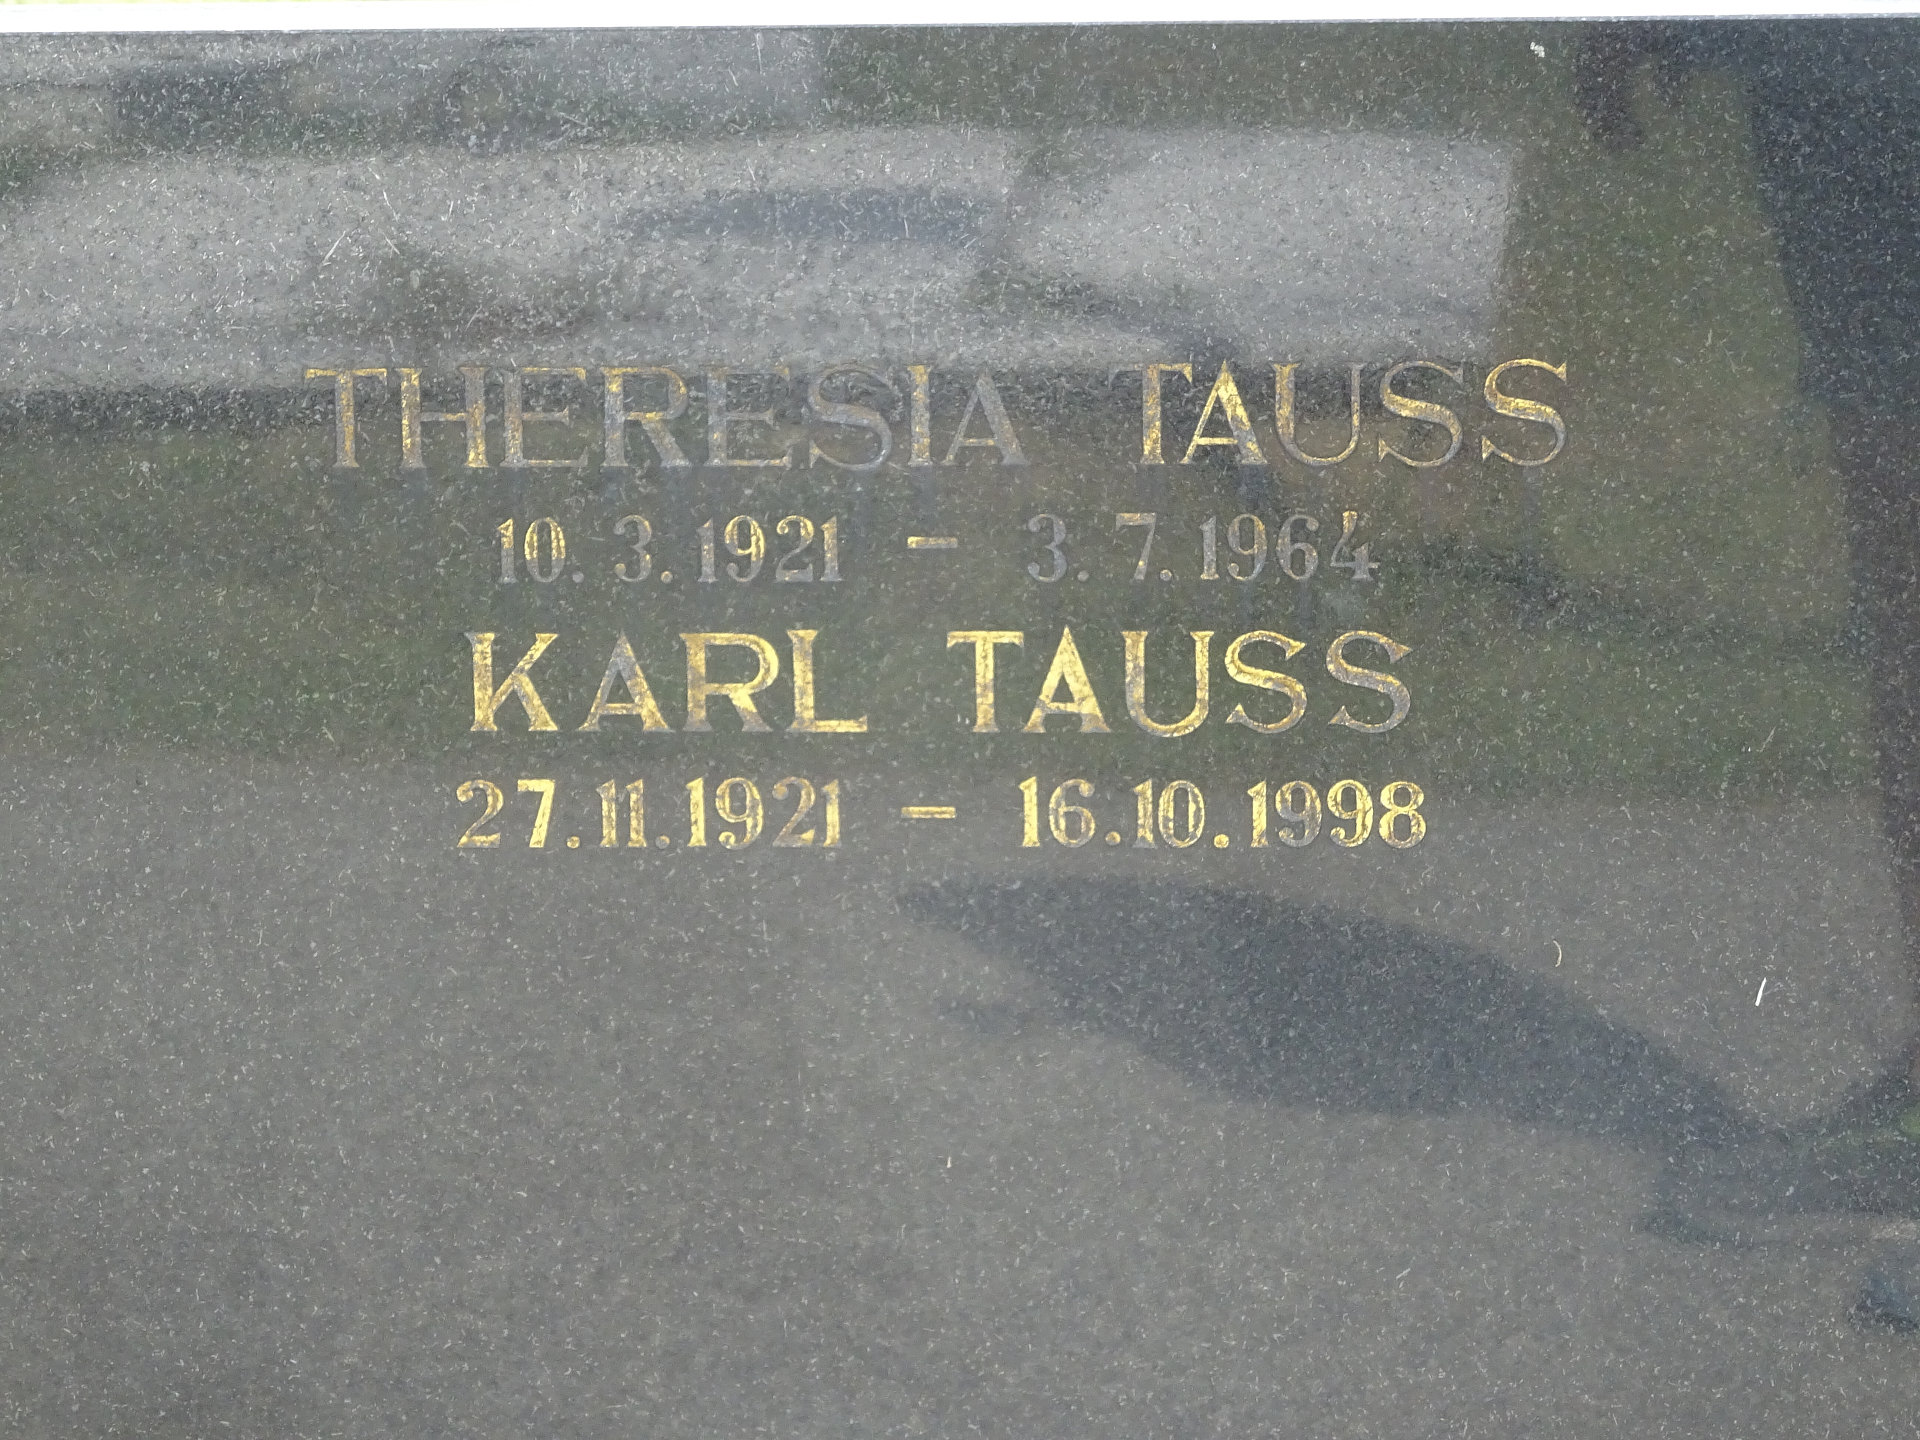 THERESIA TAUSS
10. 3. 1921 – 3. 7. 1964
KARL TAUSS
27.11.1921 – 16.10.1998